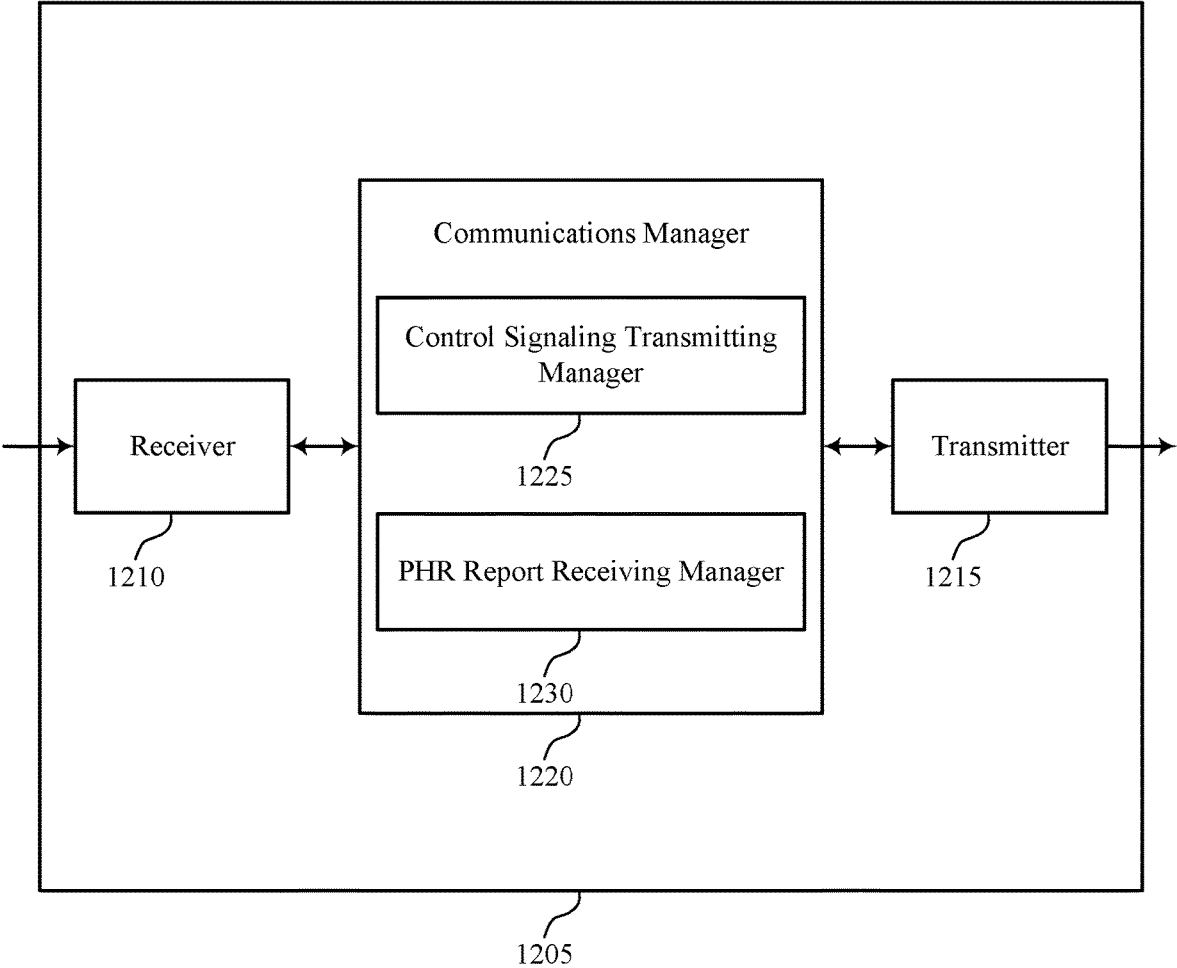 Communications Manager
Control Signaling Transmitting
Manager
1225
Receiver
1210
Transmitter
1215
PHR Report Receiving Manager
1230
1220
1205